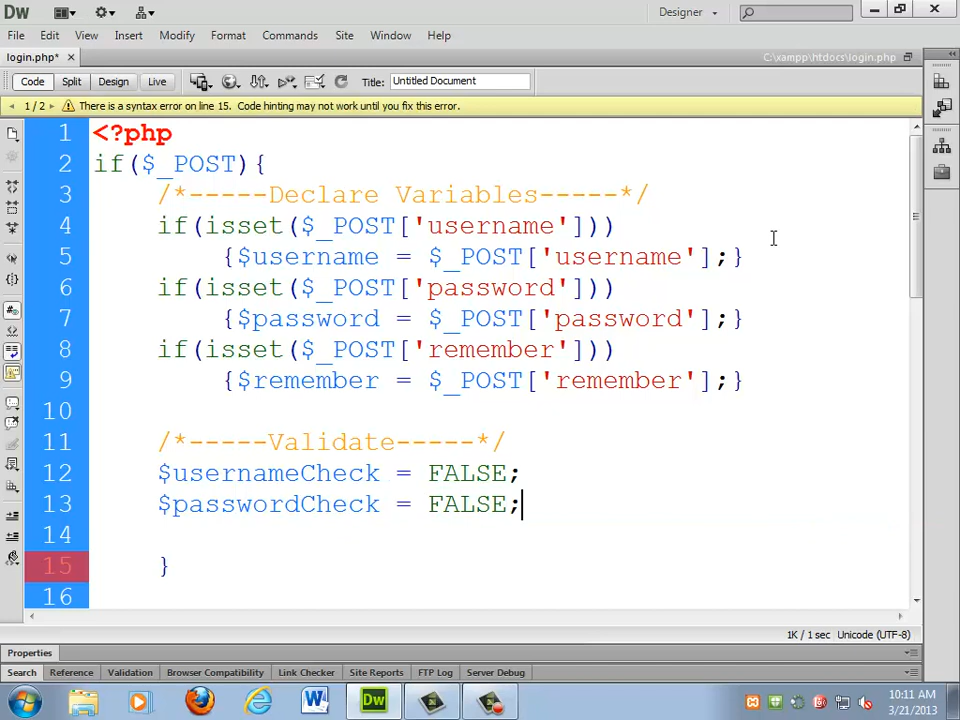 Dw
Designer
File Edit View Insert Modify Format Commands Site Window Help
login.php* C:\xampp\htdocs\login.php
Code Split Design Live Title: Untitled Document
1/2 There is a syntax error on line 15. Code hinting may not work until you fix this error.
1 <?php
2 if($_POST){
3 /*-----Declare Variables-----*/
4 if(isset($_POST['username']))
5 {$username = $_POST['username'];}
6 if(isset($_POST['password']))
7 {$password = $_POST['password'];}
8 if(isset($_POST['remember']))
9 {$remember = $_POST['remember'];}
10
11 /*-----Validate-----*/
12 $usernameCheck = FALSE;
13 $passwordCheck = FALSE;
14
15 }
16
1K / 1 sec Unicode (UTF-8)
Properties
Search Reference Validation Browser Compatibility Link Checker Site Reports FTP Log Server Debug
W Dw
10:11 AM
3/21/2013